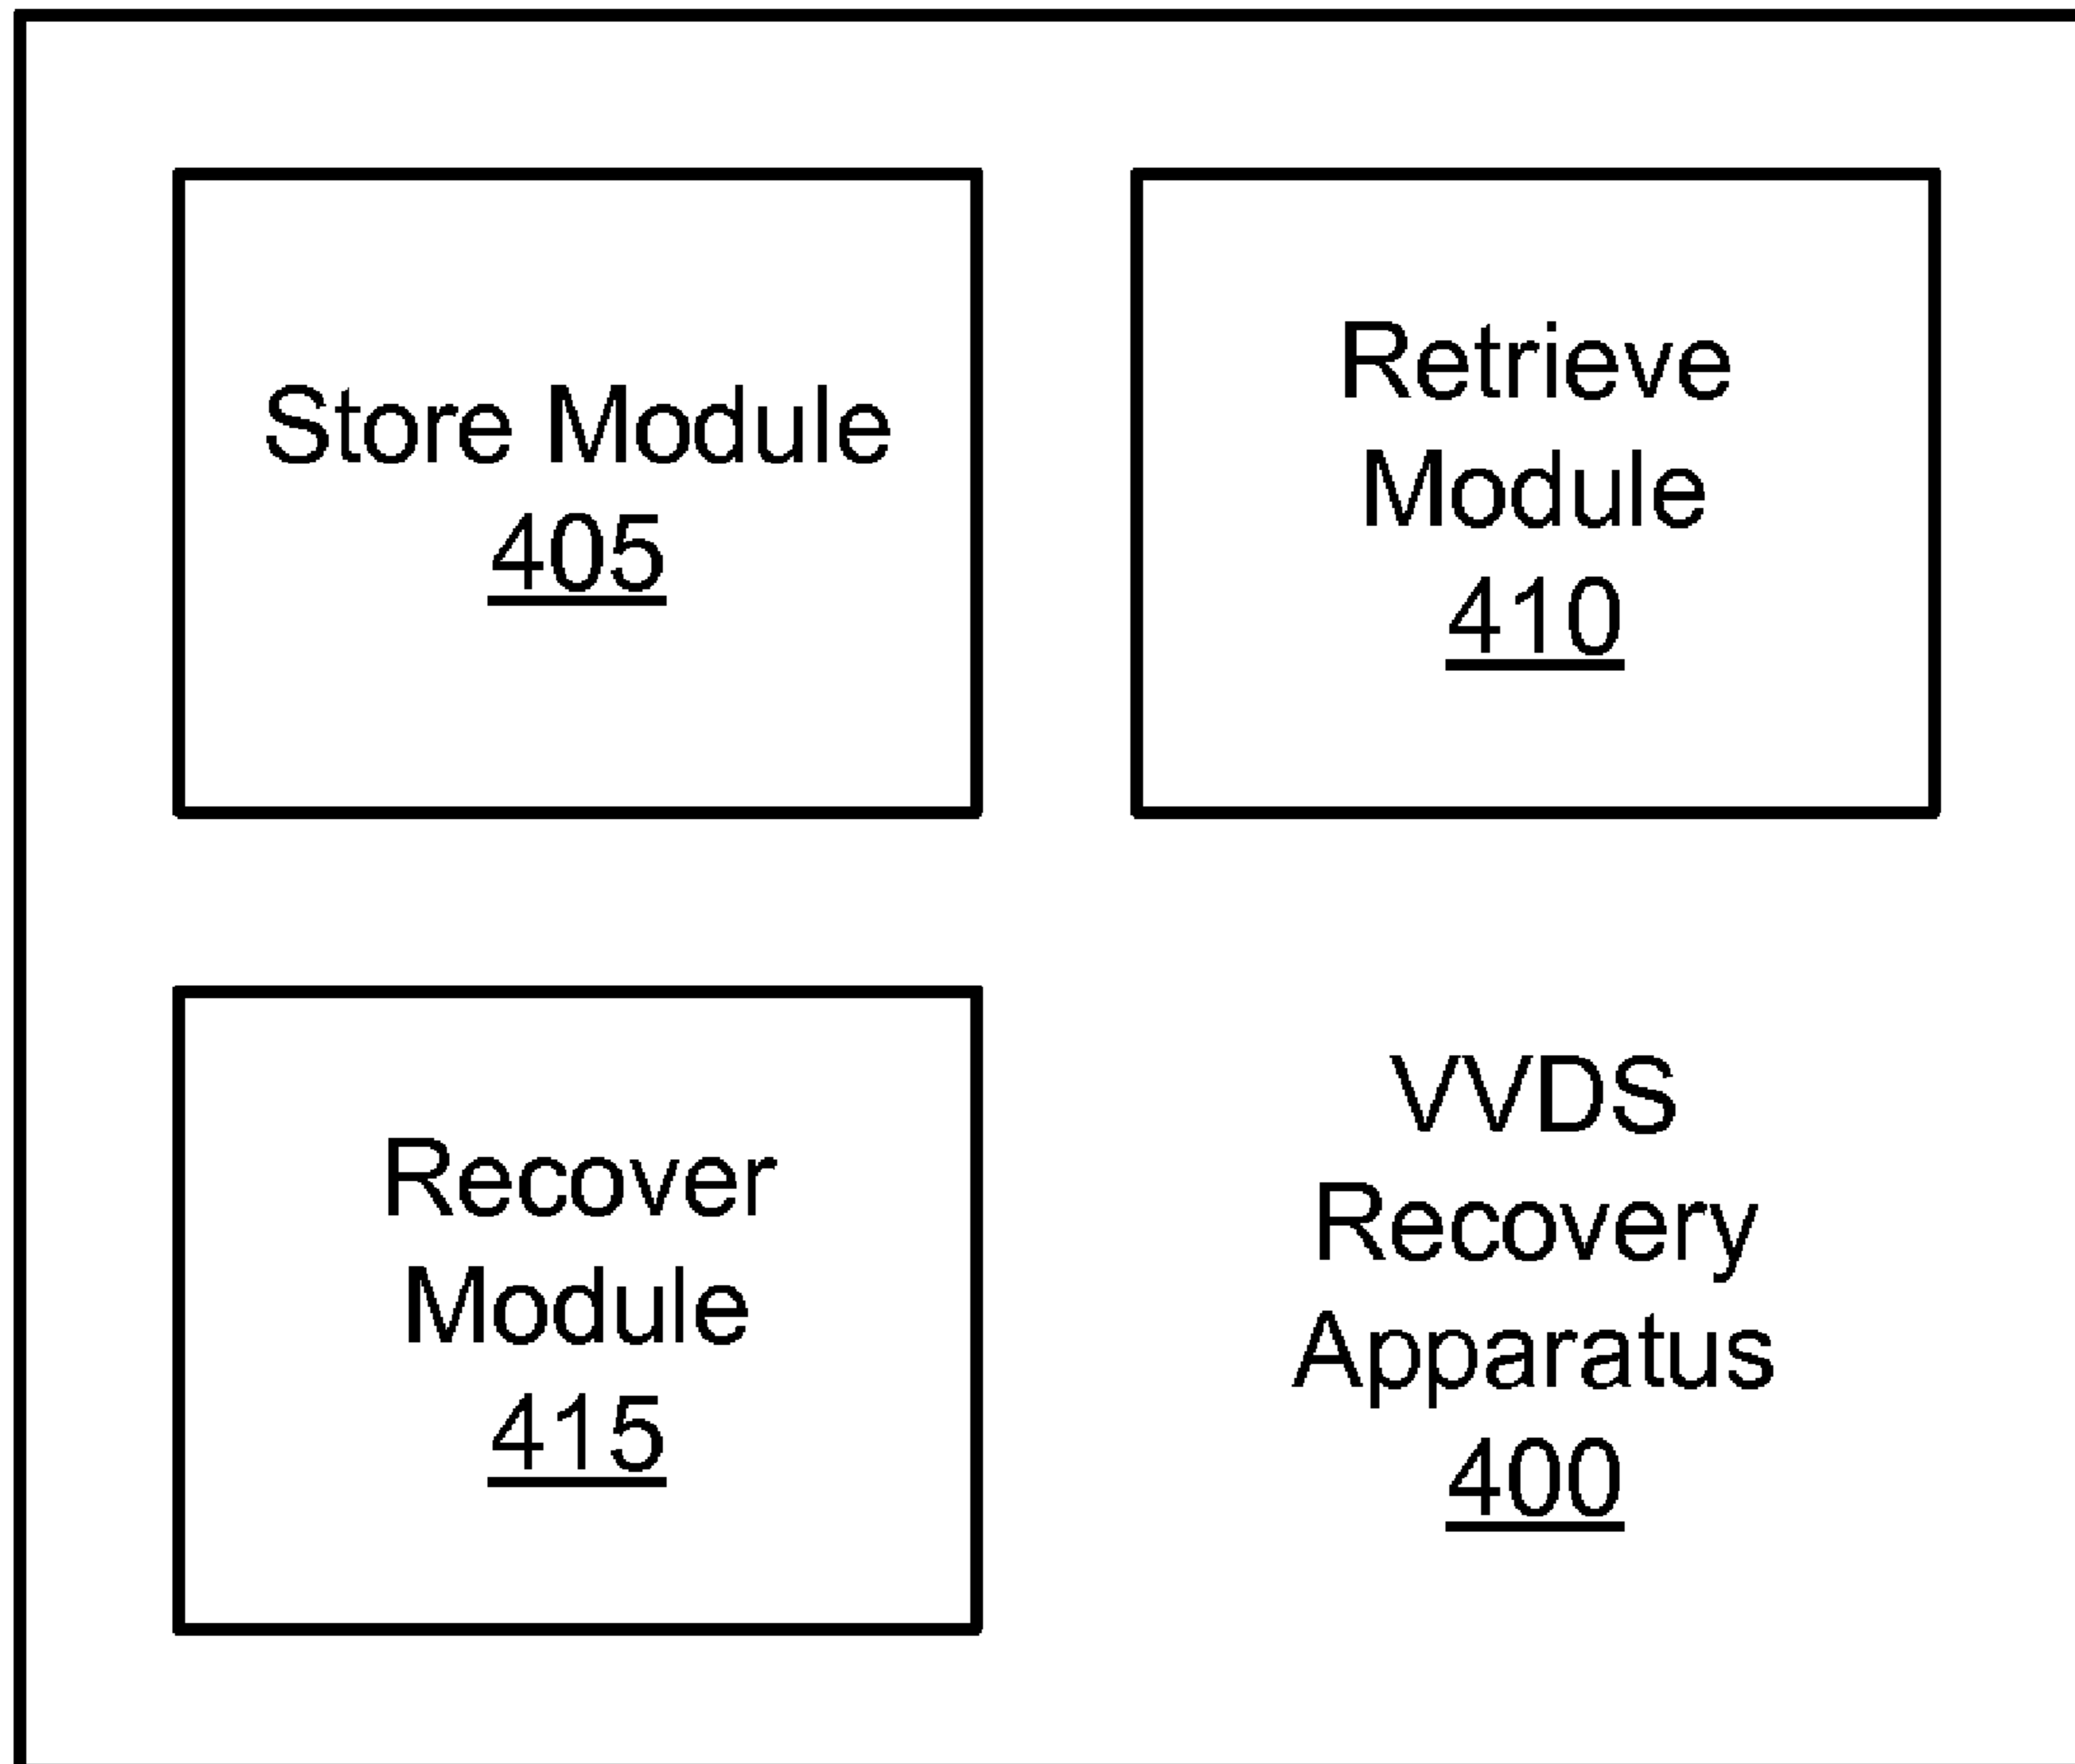 Store Module
405
Retrieve
Module
410
Recover
Module
415
VVDS
Recovery
Apparatus
400